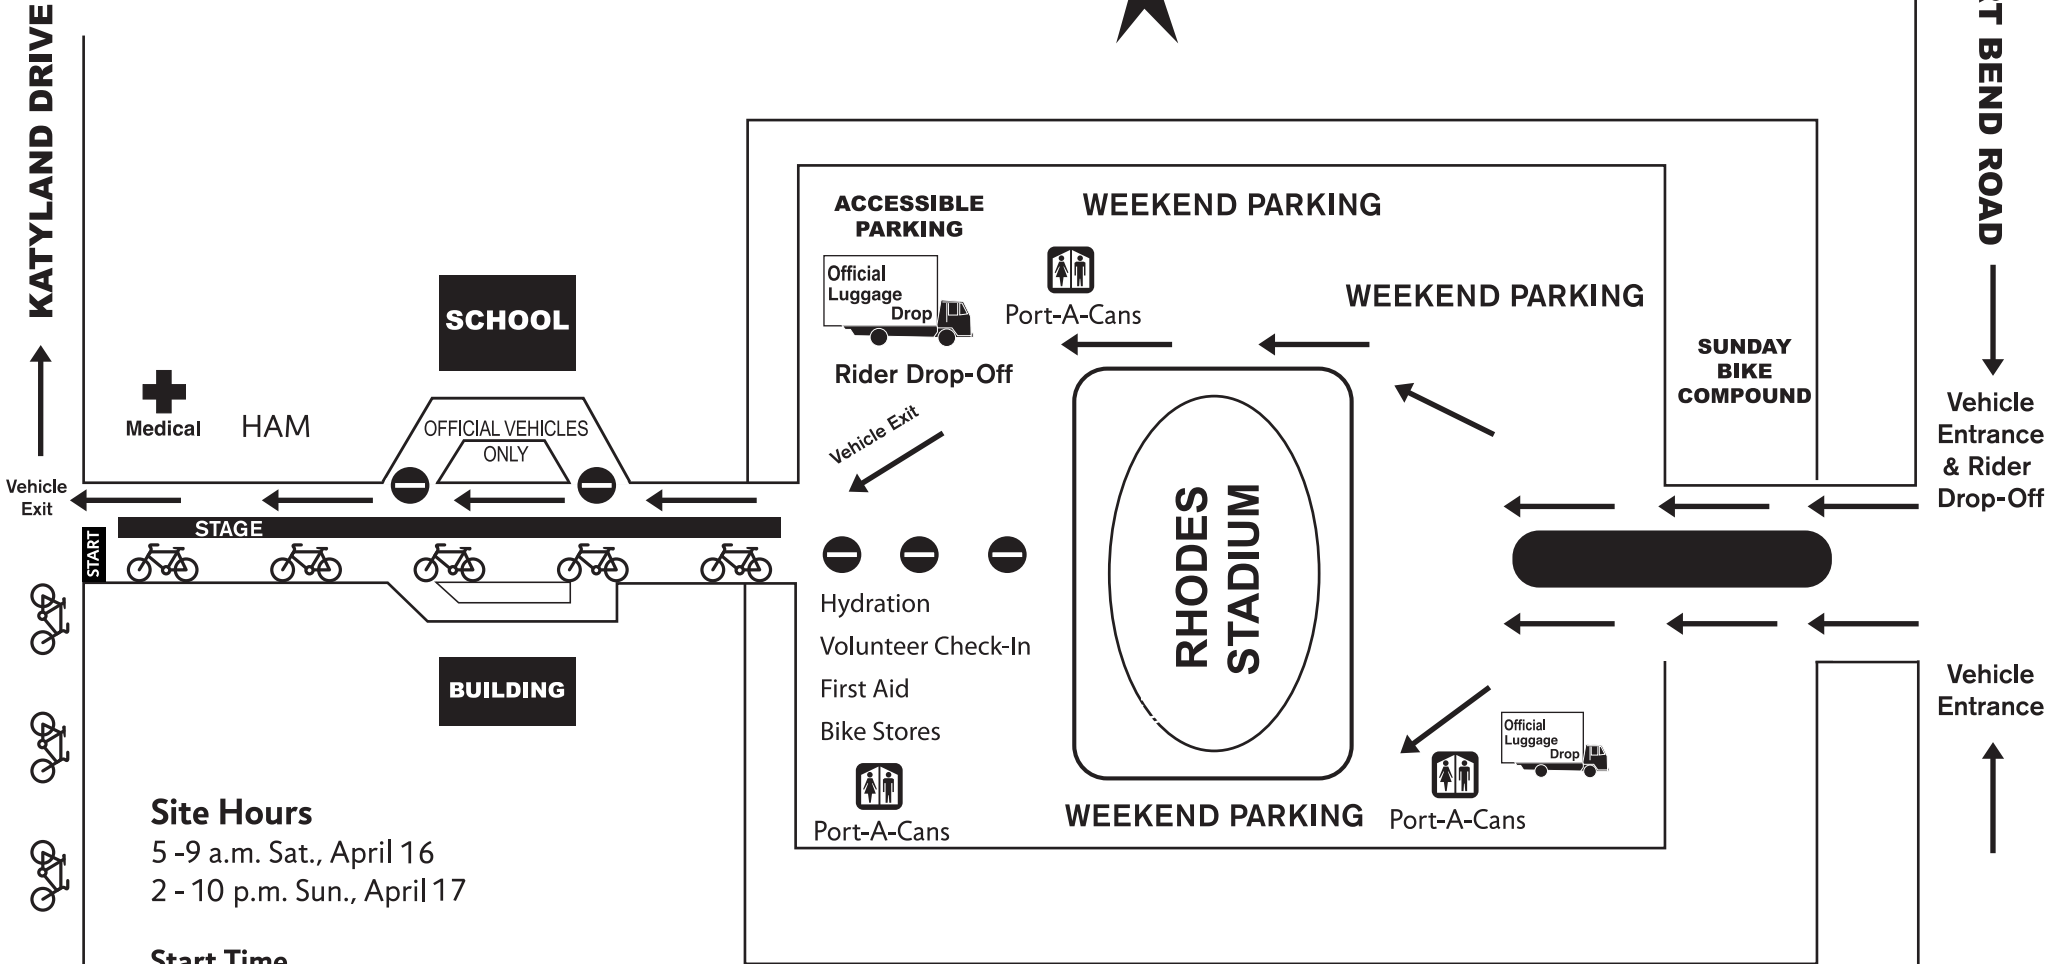 KATYLAND DRIVE
BEND ROAD
ACCESSIBLE
PARKING
WEEKEND PARKING
Official
Luggage
Drop
Port-A-Cans
WEEKEND PARKING
Rider Drop-Off
SCHOOL
SUNDAY
BIKE
COMPOUND
Vehicle
Entrance
& Rider
Drop-Off
Medical
HAM
OFFICIAL VEHICLES
ONLY
Vehicle Exit
Vehicle
Exit
STAGE
START
RHODES
STADIUM
Hydration
Volunteer Check-In
First Aid
Bike Stores
Port-A-Cans
BUILDING
Vehicle
Entrance
Official
Luggage
Drop
WEEKEND PARKING
Port-A-Cans
Site Hours
5 -9 a.m. Sat., April 16
2 - 10 p.m. Sun., April 17
Start Time